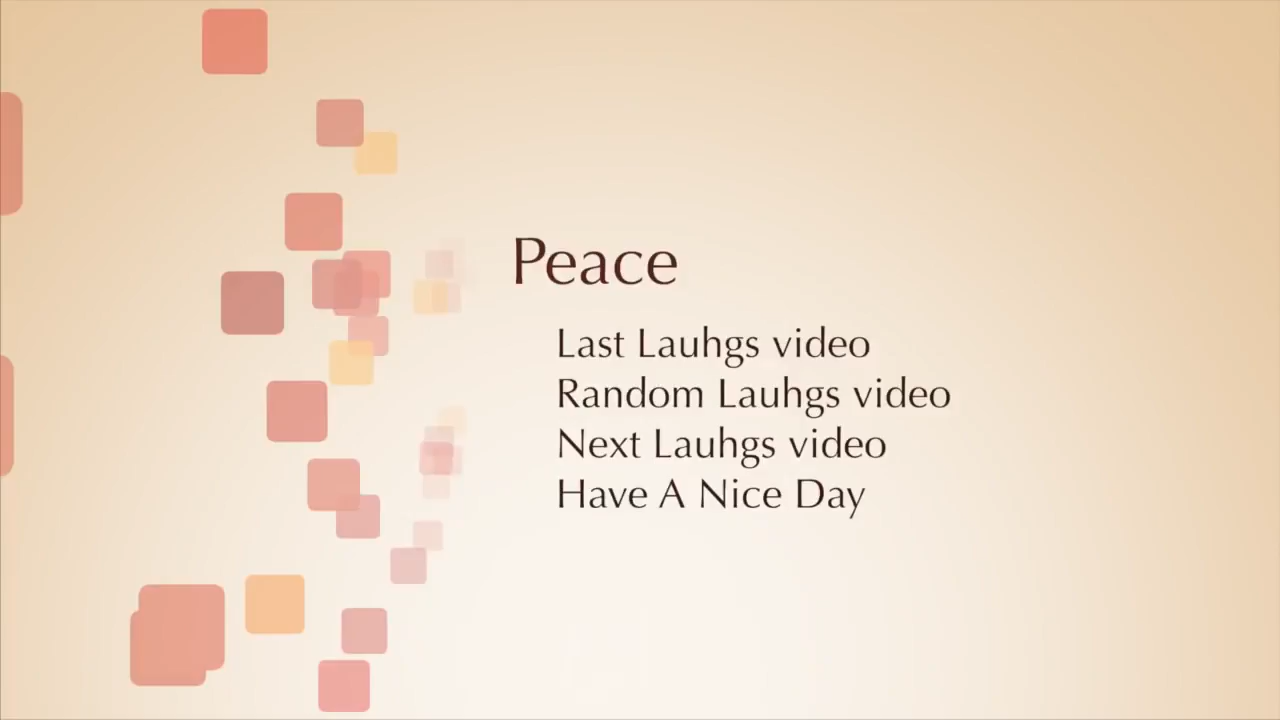 Peace
Last Lauhgs video
Random Lauhgs video
Next Lauhgs video
Have A Nice Day